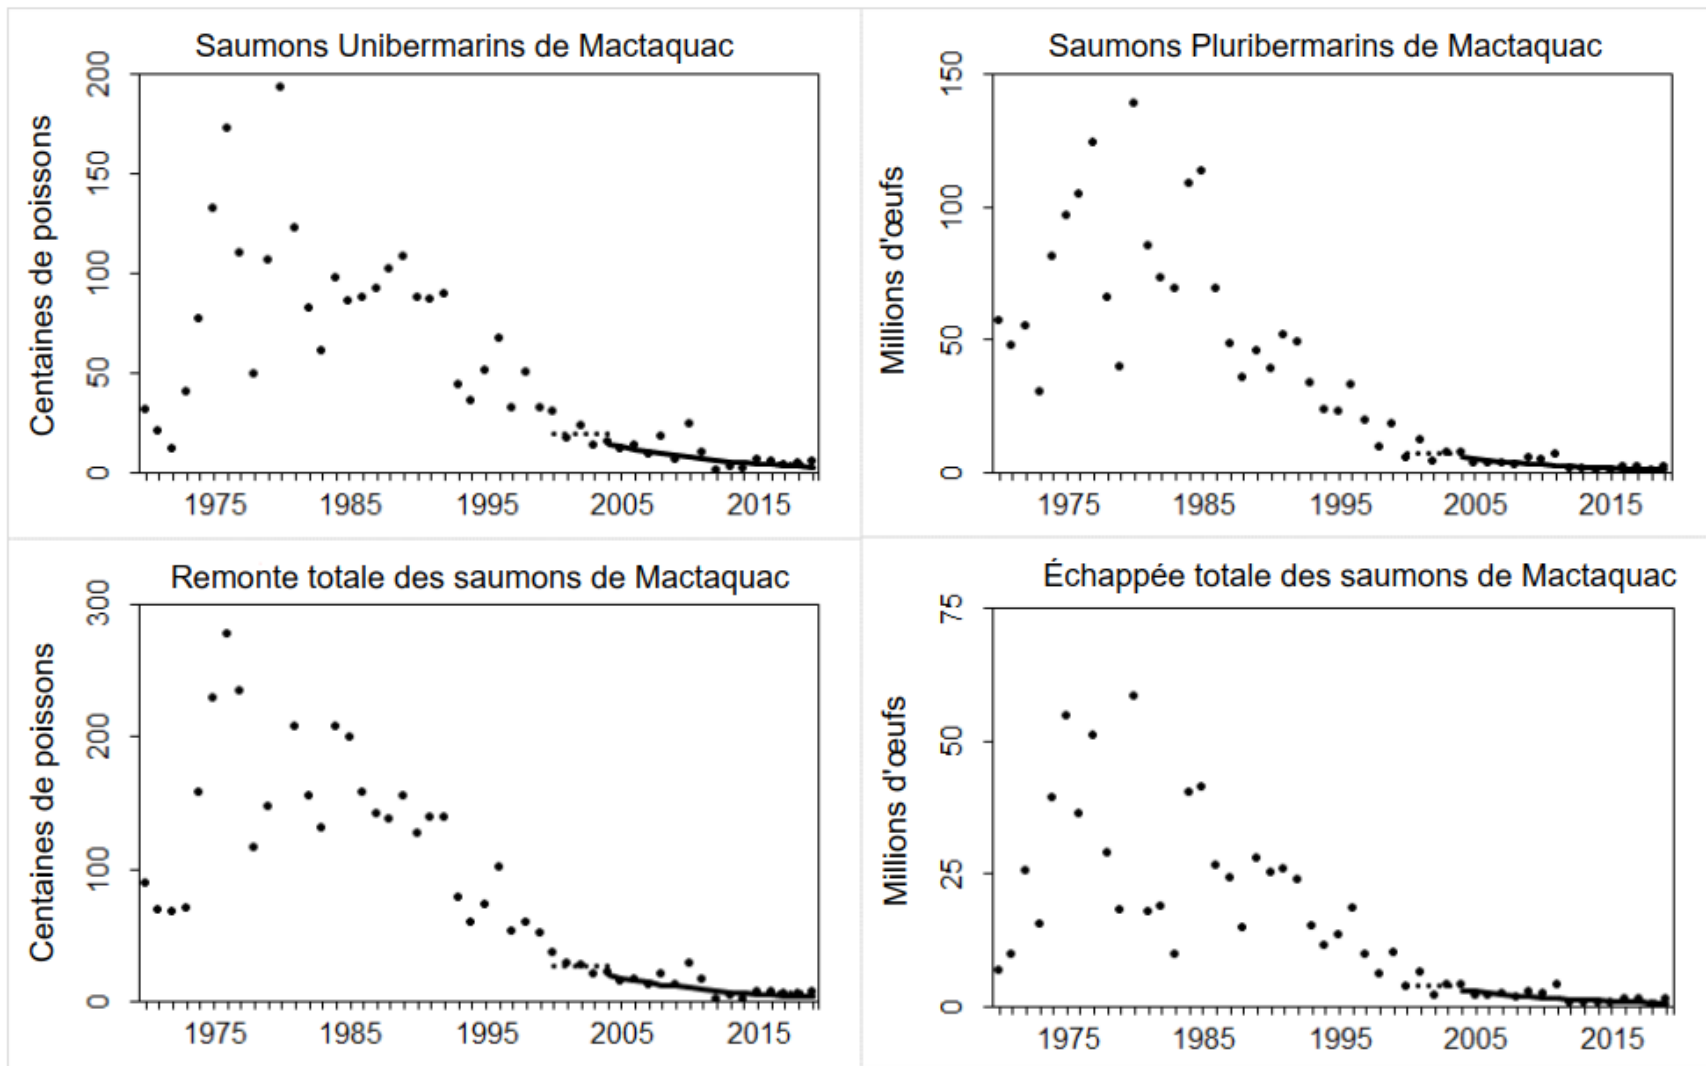 Saumons Unibermarins de Mactaquac
Centaines de poissons
200
150
100
50
0
1975 1985 1995 2005 2015
Saumons Pluribermarins de Mactaquac
Millions d'œufs
150
100
50
0
1975 1985 1995 2005 2015
Remonte totale des saumons de Mactaquac
Centaines de poissons
300
200
100
0
1975 1985 1995 2005 2015
Échappée totale des saumons de Mactaquac
Millions d'œufs
75
50
25
0
1975 1985 1995 2005 2015